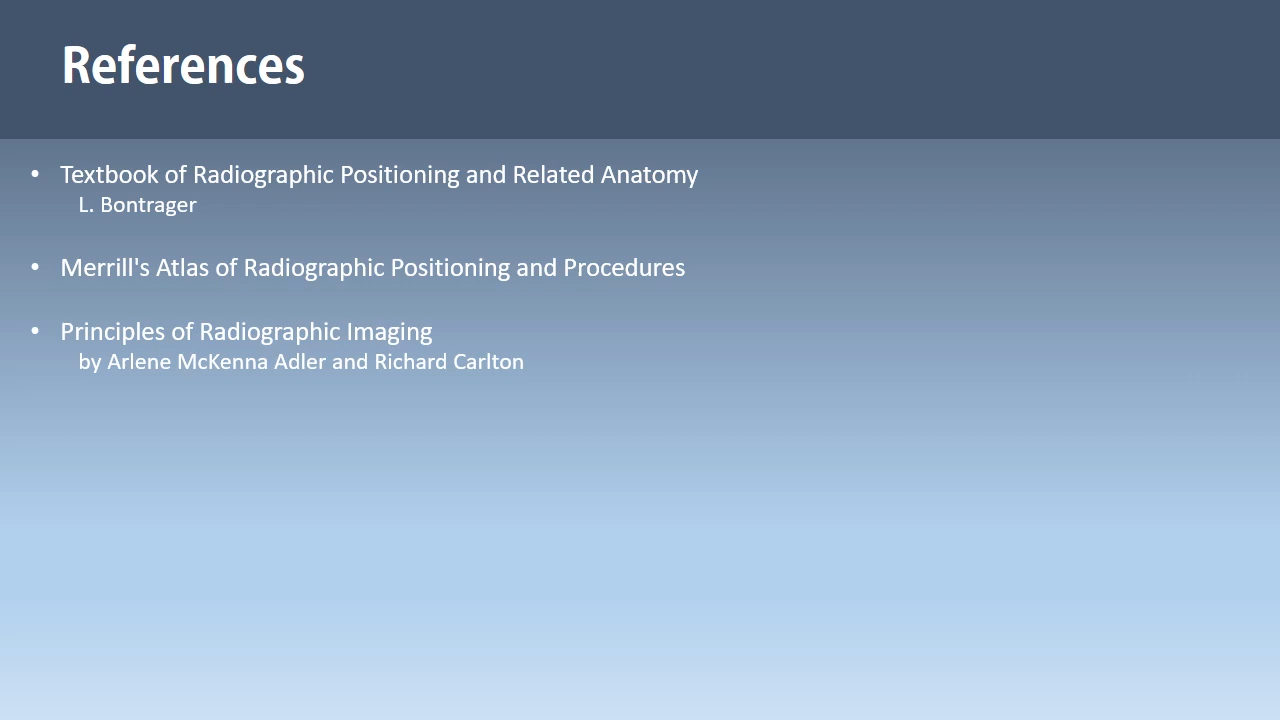 References
• Textbook of Radiographic Positioning and Related Anatomy
L. Bontrager
• Merrill's Atlas of Radiographic Positioning and Procedures
• Principles of Radiographic Imaging
by Arlene McKenna Adler and Richard Carlton